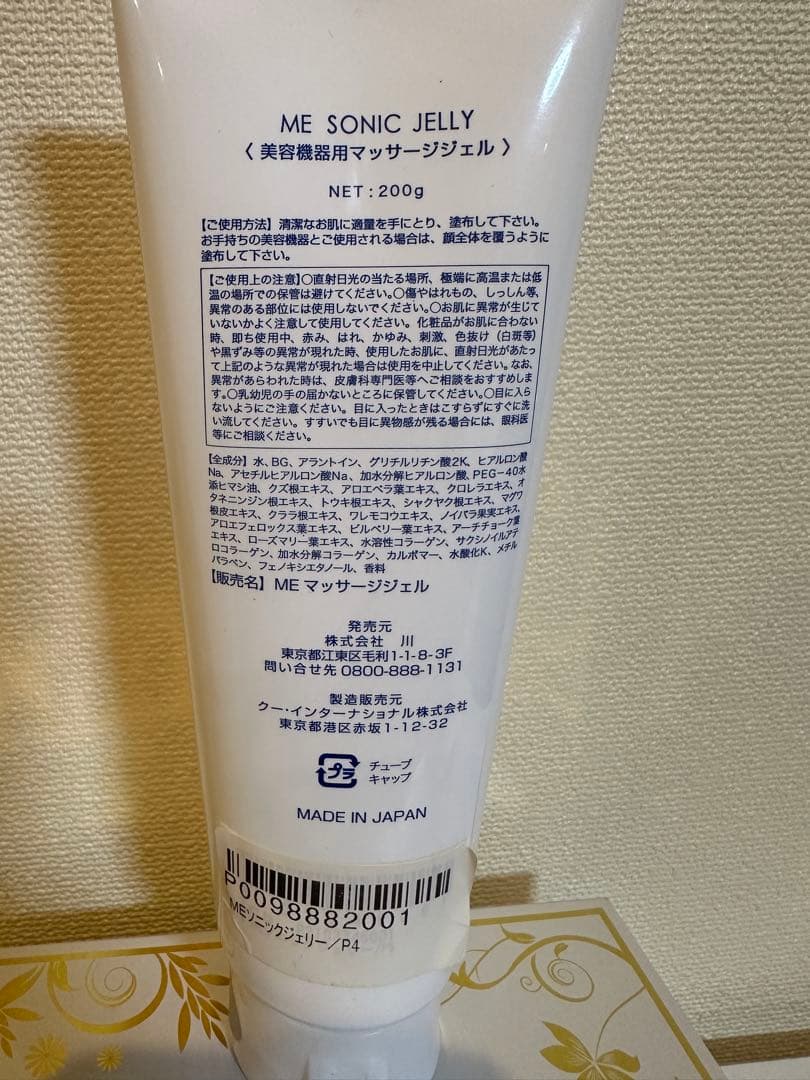 ME SONIC JELLY
〈 美容機器用マッサージジェル 〉
NET : 200g
【ご使用方法】清潔なお肌に適量を手にとり、塗布して下さい。
お手持ちの美容機器とご使用される場合は、顔全体を覆うように
塗布して下さい。
【ご使用上の注意】○直射日光の当たる場所、極端に高温または低
温の場所での保管は避けてください。○傷やはれもの、しっしん等、
異常のある部位には使用しないでください。○お肌に異常が生じて
いないかよく注意して使用してください。化粧品がお肌に合わない
時、即ち使用中、赤み、はれ、かゆみ、刺激、色抜け(白斑等)
や黒ずみ等の異常が現れた時、使用したお肌に、直射日光があたっ
て上記のような異常が現れた場合は使用を中止してください。なお、
異常があらわれた時は、皮膚科専門医等へご相談をおすすめしま
す。○乳幼児の手の届かないところに保管してください。○目に入ら
ないようにご注意ください。目に入ったときはこすらずにすぐに洗
い流してください。すすいでも目に異物感が残る場合には、眼科医
等にご相談ください。
【全成分】水、BG、アラントイン、グリチルリチン酸2K、ヒアルロン酸
Na、アセチルヒアルロン酸Na、加水分解ヒアルロン酸、PEG-40水
添ヒマシ油、クズ根エキス、アロエベラ葉エキス、クロレラエキス、オ
タネニンジン根エキス、トウキ根エキス、シャクヤク根エキス、マグワ
根皮エキス、クララ根エキス、ワレモコウエキス、ノイバラ果実エキス、
アロエフェロックス葉エキス、ビルベリー葉エキス、アーチチョーク葉
エキス、ローズマリー葉エキス、水溶性コラーゲン、サクシノイルアテ
ロコラーゲン、加水分解コラーゲン、カルボマー、水酸化K、メチル
パラベン、フェノキシエタノール、香料
【販売名】MEマッサージジェル
発売元
株式会社 川
東京都江東区毛利1-1-8-3F
問い合せ先 0800-888-1131
製造販売元
クー・インターナショナル株式会社
東京都港区赤坂1-12-32
プラ
チューブ
キャップ
MADE IN JAPAN
P0098882001
MEソニックジェリー/P4